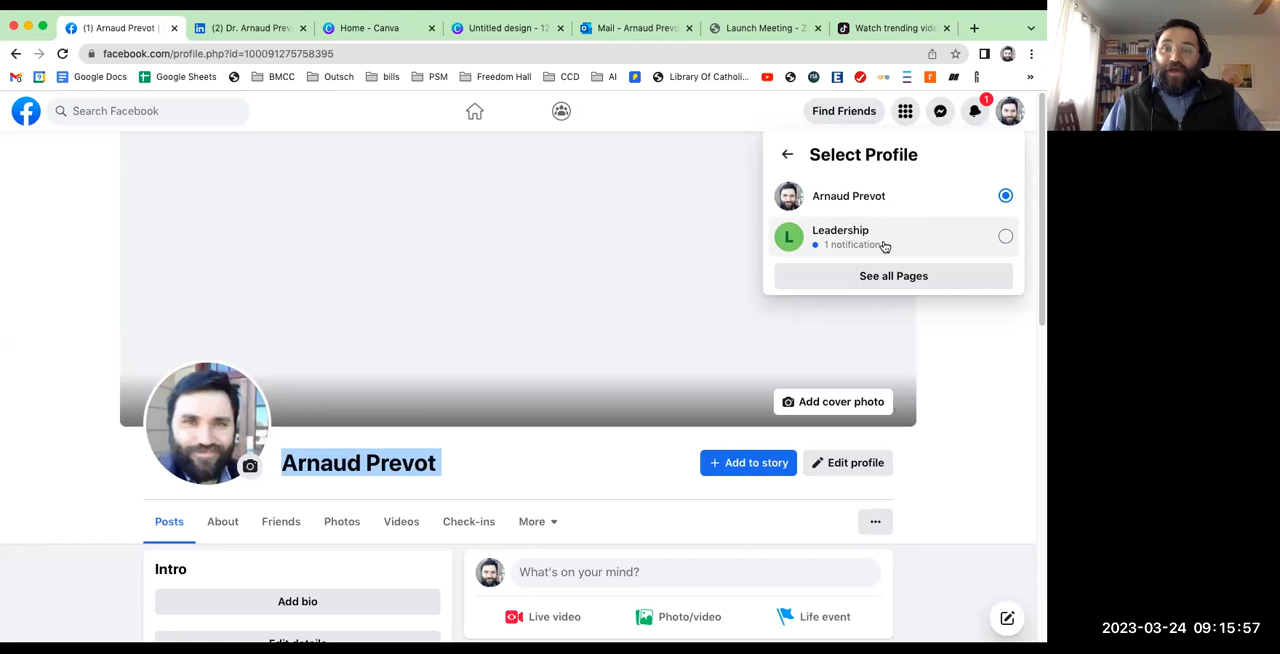 (1) Arnaud Prevot
(2) Dr. Arnaud Prev
Home - Canva
Untitled design - 12
Mail - Arnaud Prevo
Launch Meeting - Z
Watch trending vide
facebook.com/profile.php?id=100091275758395
Google Docs
Google Sheets
BMCC
Outsch
bills
PSM
Freedom Hall
CCD
AI
Library Of Catholi...
one
»
Search Facebook
Find Friends
1
Select Profile
Arnaud Prevot
L
Leadership
1 notification
See all Pages
Add cover photo
Arnaud Prevot
+ Add to story
Edit profile
Posts
About
Friends
Photos
Videos
Check-ins
More
...
Intro
What's on your mind?
Add bio
Live video
Photo/video
Life event
Edit details
2023-03-24 09:15:57